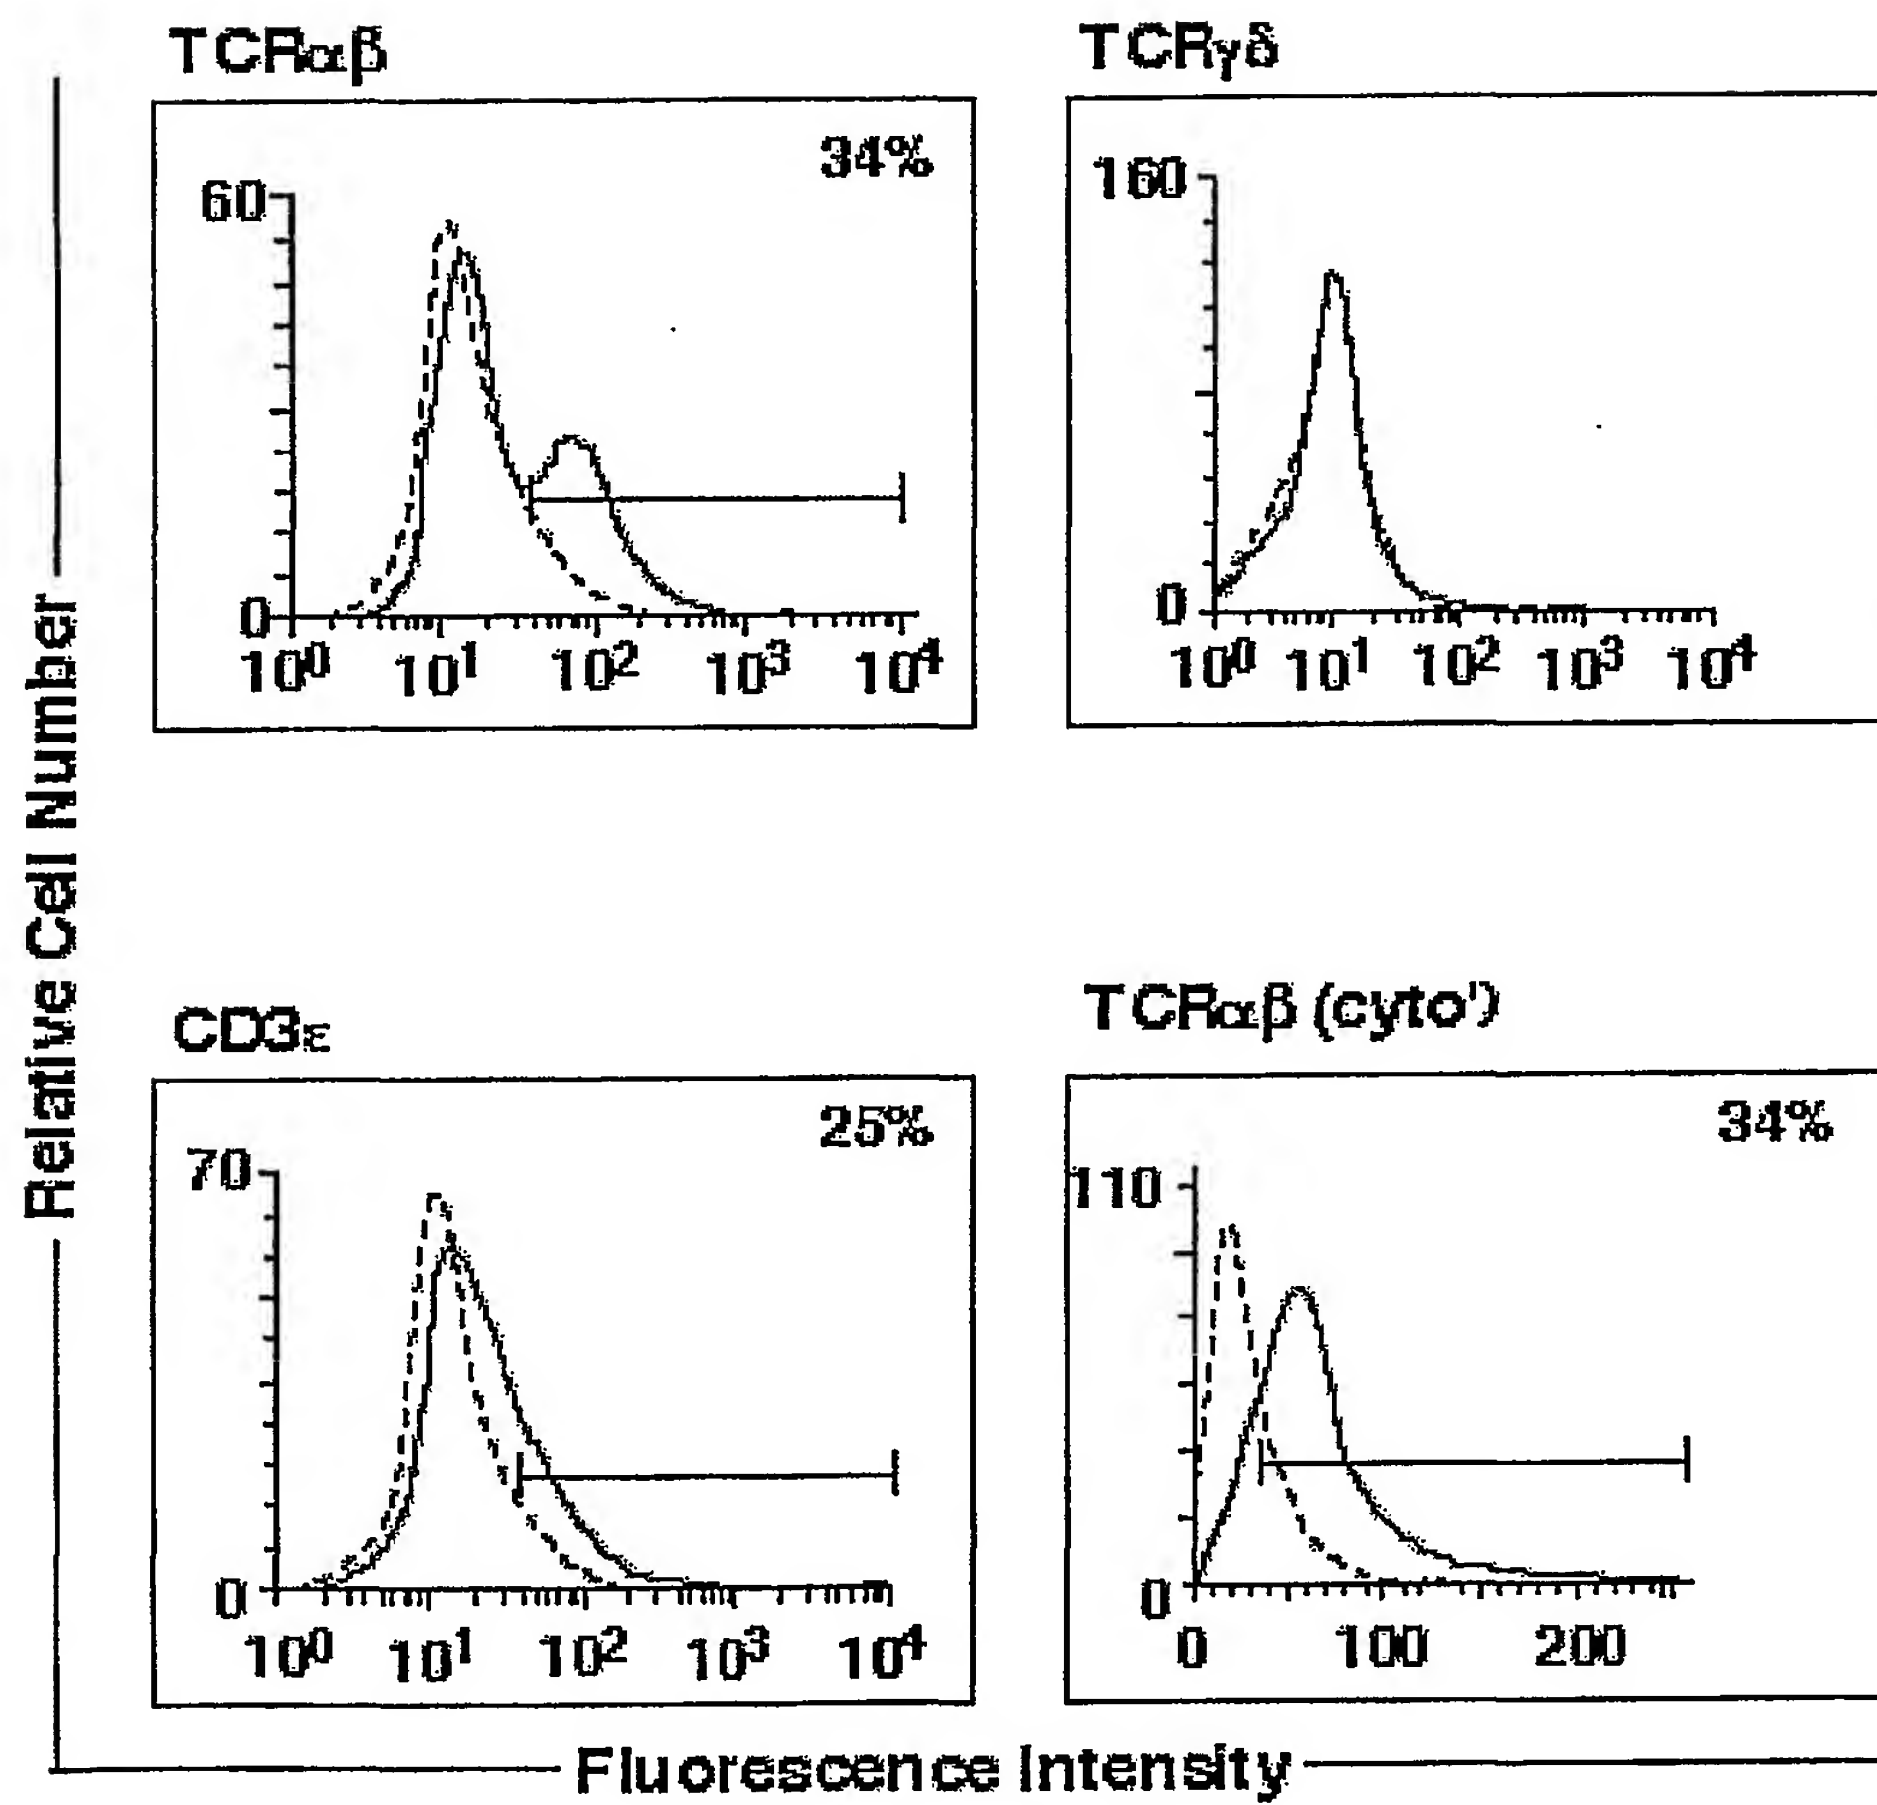 TCRαβ
34%
60
0
10⁰ 10¹ 10² 10³ 10⁴
TCRγδ
160
0
10⁰ 10¹ 10² 10³ 10⁴
Relative Cell Number
CD3ε
25%
70
0
10⁰ 10¹ 10² 10³ 10⁴
TCRαβ (cyto')
34%
110
0
0 100 200
Fluorescence Intensity